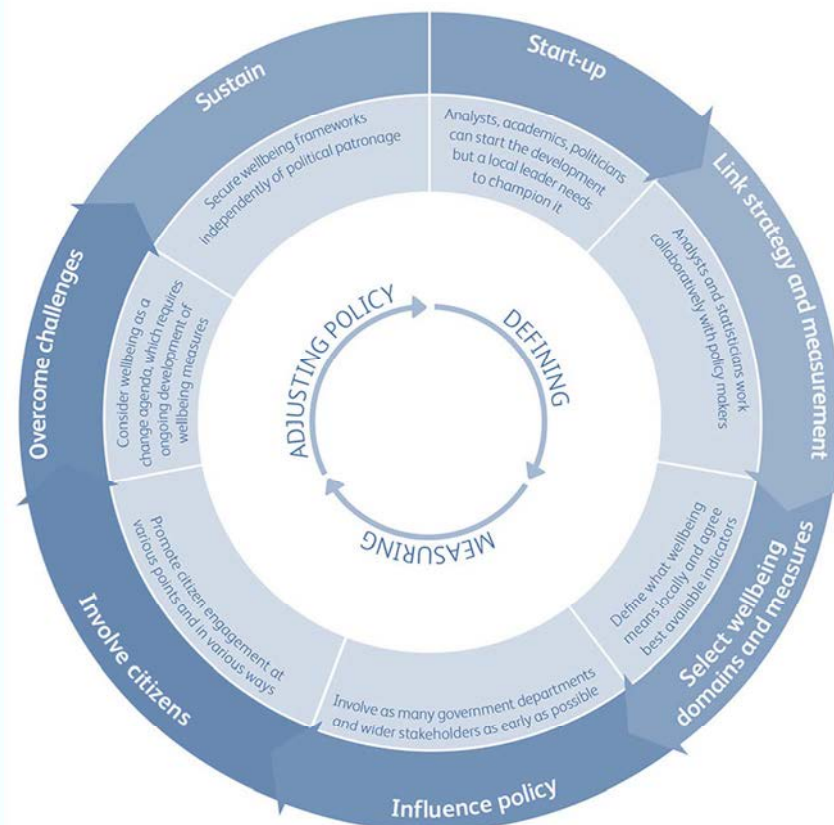 Start-up
Analysts, academics, politicians
can start the development
but a local leader needs
to champion it
Link strategy and measurement
Analysts and statisticians work
collaboratively with policy makers
Select wellbeing
domains and measures
Define what wellbeing
means locally and agree
best available indicators
Influence policy
Involve as many government departments
and wider stakeholders as early as possible
Involve citizens
Promote citizen engagement at
various points and in various ways
Overcome challenges
Consider wellbeing as a
change agenda, which requires
ongoing development of
wellbeing measures
Sustain
Secure wellbeing frameworks
independently of political patronage
DEFINING
MEASURING
ADJUSTING POLICY